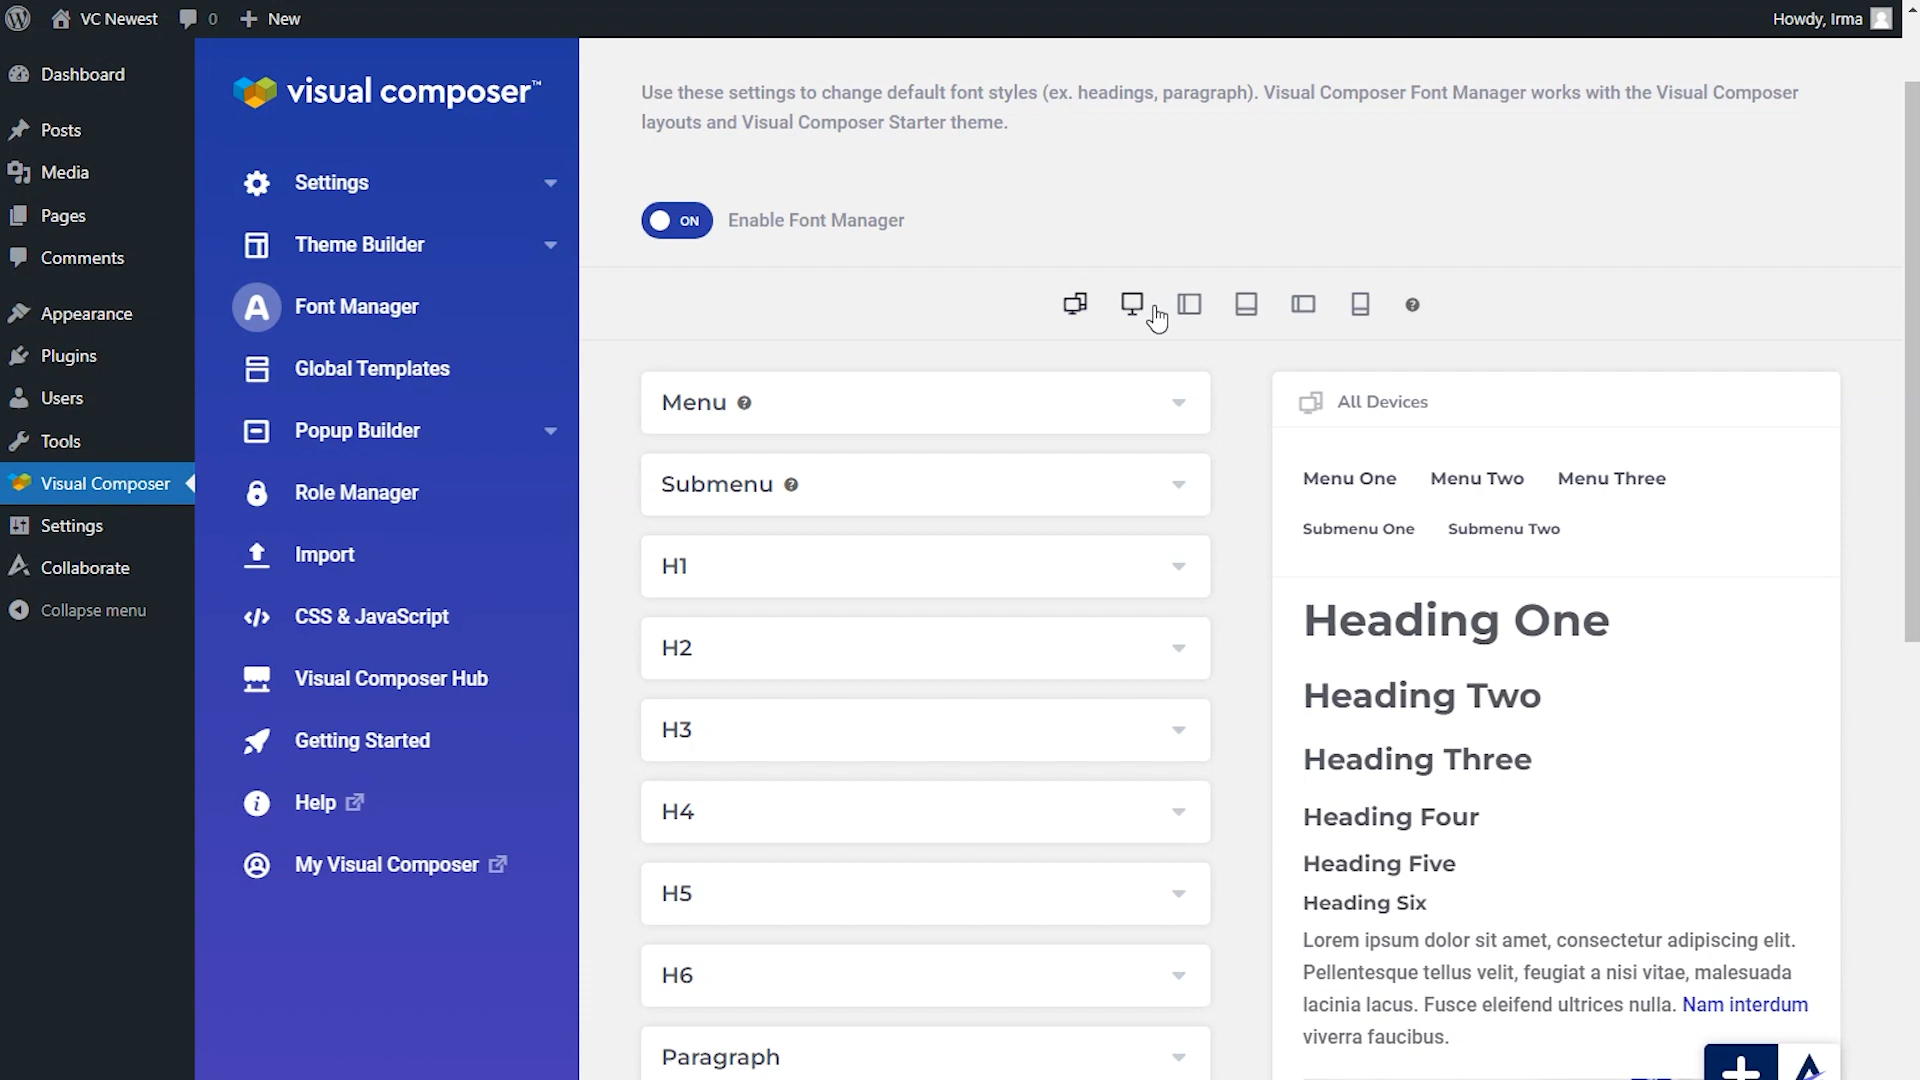 VC Newest
0
New
Howdy, Irma
Dashboard
Posts
Media
Pages
Comments
Appearance
Plugins
Users
Tools
Visual Composer
Settings
Collaborate
Collapse menu
visual composer™
Settings
Theme Builder
A
Font Manager
Global Templates
Popup Builder
Role Manager
Import
CSS & JavaScript
Visual Composer Hub
Getting Started
Help
My Visual Composer
Use these settings to change default font styles (ex. headings, paragraph). Visual Composer Font Manager works with the Visual Composer
layouts and Visual Composer Starter theme.
ON
Enable Font Manager
Menu
Submenu
H1
H2
H3
H4
H5
H6
Paragraph
All Devices
Menu One Menu Two Menu Three
Submenu One Submenu Two
Heading One
Heading Two
Heading Three
Heading Four
Heading Five
Heading Six
Lorem ipsum dolor sit amet, consectetur adipiscing elit.
Pellentesque tellus velit, feugiat a nisi vitae, malesuada
lacinia lacus. Fusce eleifend ultrices nulla. Nam interdum
viverra faucibus.